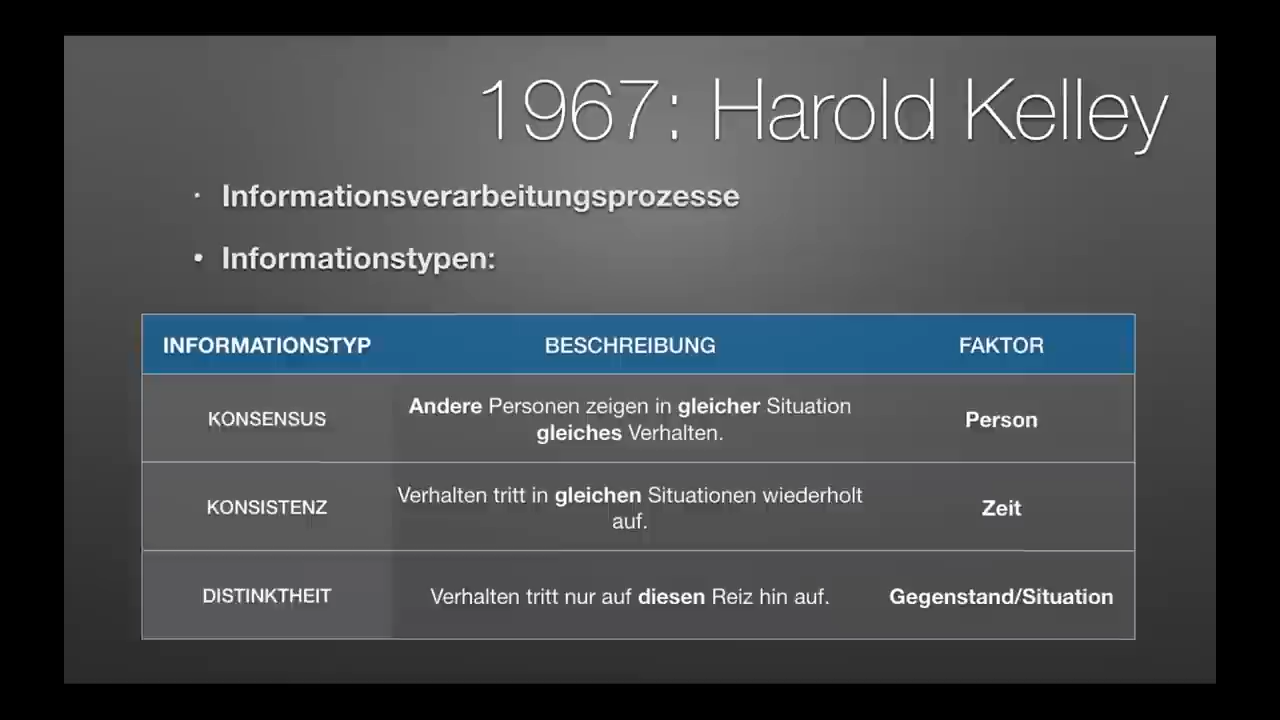 1967: Harold Kelley
· Informationsverarbeitungsprozesse
• Informationstypen:
INFORMATIONSTYP BESCHREIBUNG FAKTOR
KONSENSUS
Andere Personen zeigen in gleicher Situation
gleiches Verhalten.
Person
KONSISTENZ
Verhalten tritt in gleichen Situationen wiederholt
auf.
Zeit
DISTINKTHEIT Verhalten tritt nur auf diesen Reiz hin auf. Gegenstand/Situation